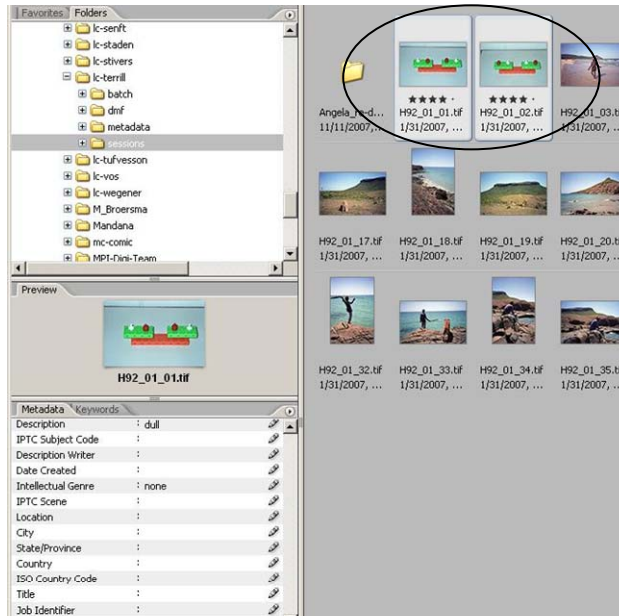 Favorites Folders
lc-senft
lc-staden
lc-stivers
lc-terrill
batch
dmf
metadata
sessions
lc-tufvesson
lc-vos
lc-wegener
M_Broersma
Mandana
mc-comic
MPI-Digi-Team
Preview
H92_01_01.tif
Metadata Keywords
Description : dull
IPTC Subject Code :
Description Writer :
Date Created :
Intellectual Genre : none
IPTC Scene :
Location :
City :
State/Province :
Country :
ISO Country Code :
Title :
Job Identifier :
Angela_re-d... H92_01_01.tif H92_01_02.tif H92_01_03.ti
11/11/2007,... 1/31/2007, ... 1/31/2007, ... 1/31/2007, ...
H92_01_17.tif H92_01_18.tif H92_01_19.tif H92_01_20.ti
1/31/2007, ... 1/31/2007, ... 1/31/2007, ... 1/31/2007, ...
H92_01_32.tif H92_01_33.tif H92_01_34.tif H92_01_35.ti
1/31/2007, ... 1/31/2007, ... 1/31/2007, ... 1/31/2007, ...